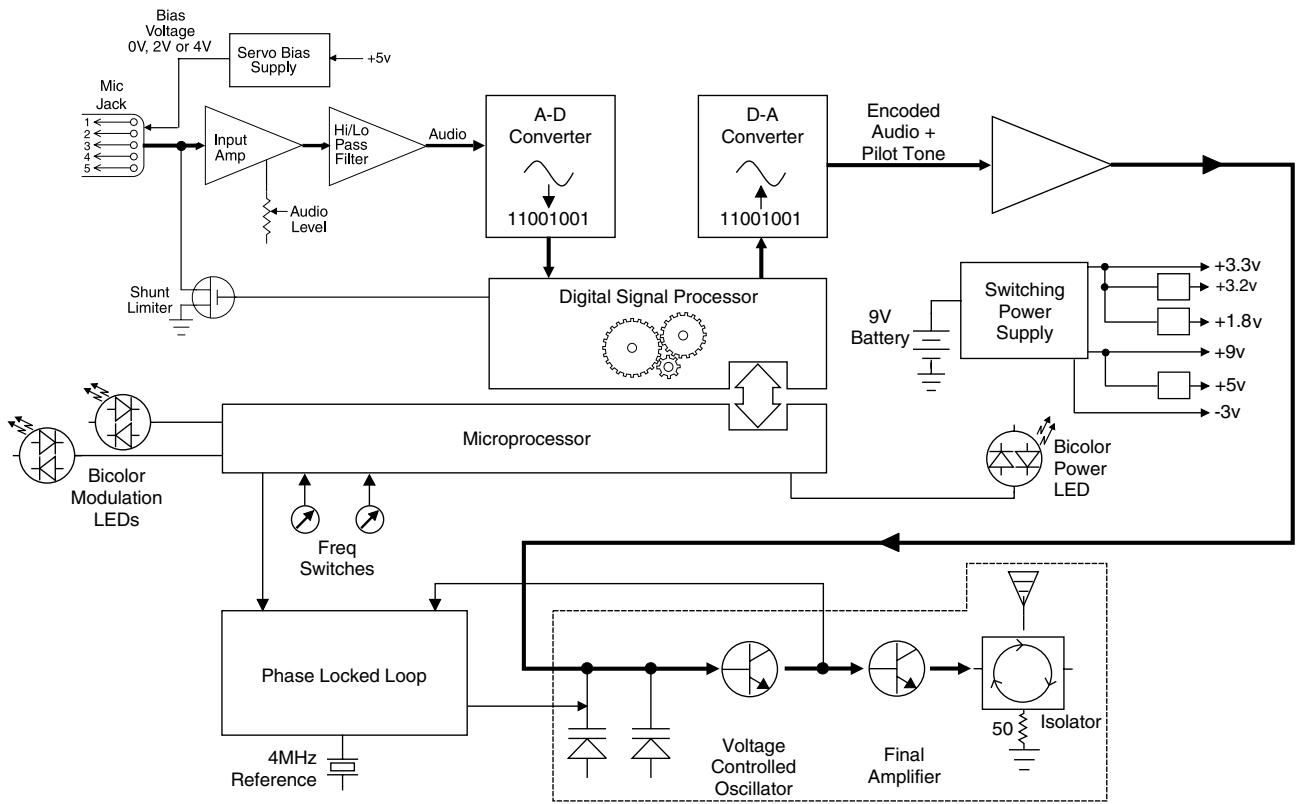 Bias
Voltage
0V, 2V or 4V
Servo Bias
Supply
+5v
Mic
Jack
1
2
3
4
5
Input
Amp
Hi/Lo
Pass
Filter
Audio
Audio
Level
A-D
Converter
11001001
D-A
Converter
11001001
Encoded
Audio +
Pilot Tone
Shunt
Limiter
Digital Signal Processor
9V
Battery
Switching
Power
Supply
+3.3v
+3.2v
+1.8v
+9v
+5v
-3v
Bicolor
Modulation
LEDs
Microprocessor
Bicolor
Power
LED
Freq
Switches
Phase Locked Loop
4MHz
Reference
Voltage
Controlled
Oscillator
Final
Amplifier
50
Isolator